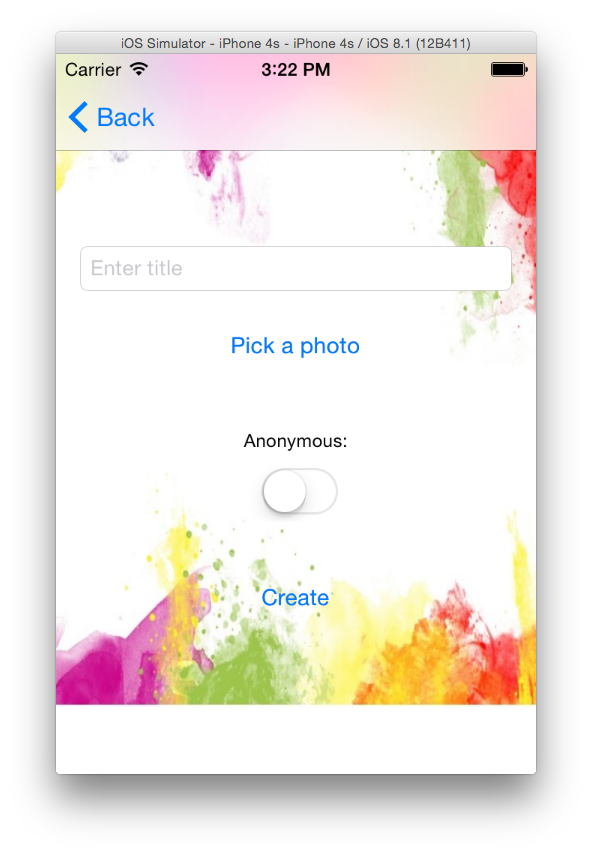 iOS Simulator - iPhone 4s - iPhone 4s / iOS 8.1 (12B411)
Carrier 3:22 PM
Back
Enter title
Pick a photo
Anonymous:
Create